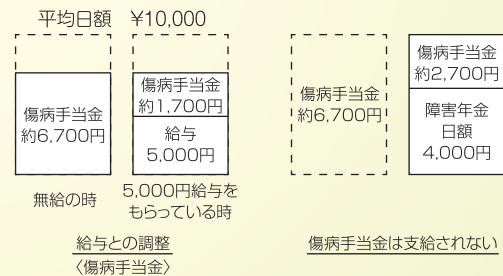 平均日額 ¥10,000
傷病手当金
約6,700円
無給の時
傷病手当金
約1,700円
給与
5,000円
5,000円給与を
もらっている時
給与との調整
〈傷病手当金〉
傷病手当金
約6,700円
傷病手当金
約2,700円
障害年金
日額
4,000円
傷病手当金は支給されない